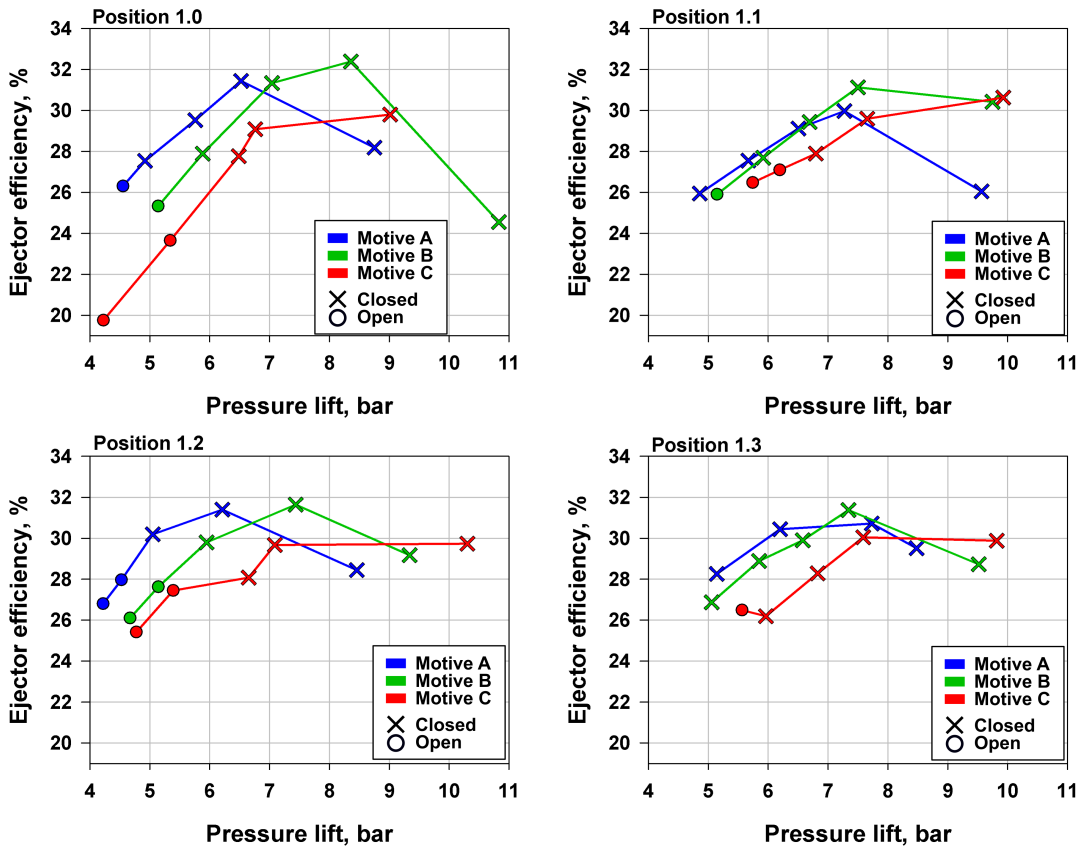 Position 1.0
Ejector efficiency, %
34
32
30
28
26
24
22
20
Motive A
Motive B
Motive C
Closed
Open
4 5 6 7 8 9 10 11
Pressure lift, bar
Position 1.1
Ejector efficiency, %
34
32
30
28
26
24
22
20
Motive A
Motive B
Motive C
Closed
Open
4 5 6 7 8 9 10 11
Pressure lift, bar
Position 1.2
Ejector efficiency, %
34
32
30
28
26
24
22
20
Motive A
Motive B
Motive C
Closed
Open
4 5 6 7 8 9 10 11
Pressure lift, bar
Position 1.3
Ejector efficiency, %
34
32
30
28
26
24
22
20
Motive A
Motive B
Motive C
Closed
Open
4 5 6 7 8 9 10 11
Pressure lift, bar